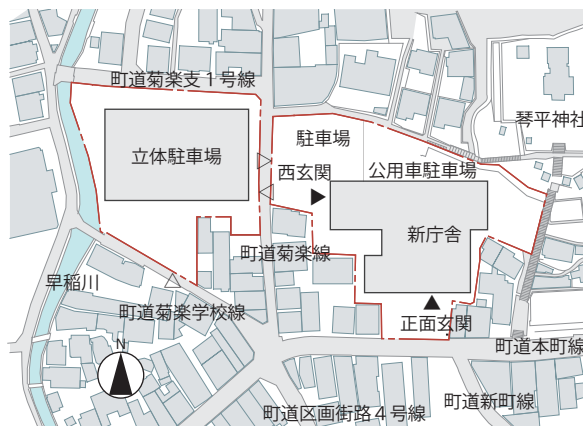 町道菊楽支1号線
琴平神社
駐車場
立体駐車場
西玄関
公用車駐車場
新庁舎
町道菊楽線
早稲川
町道菊楽学校線
正面玄関
N
町道本町線
町道新町線
町道区画街路4号線